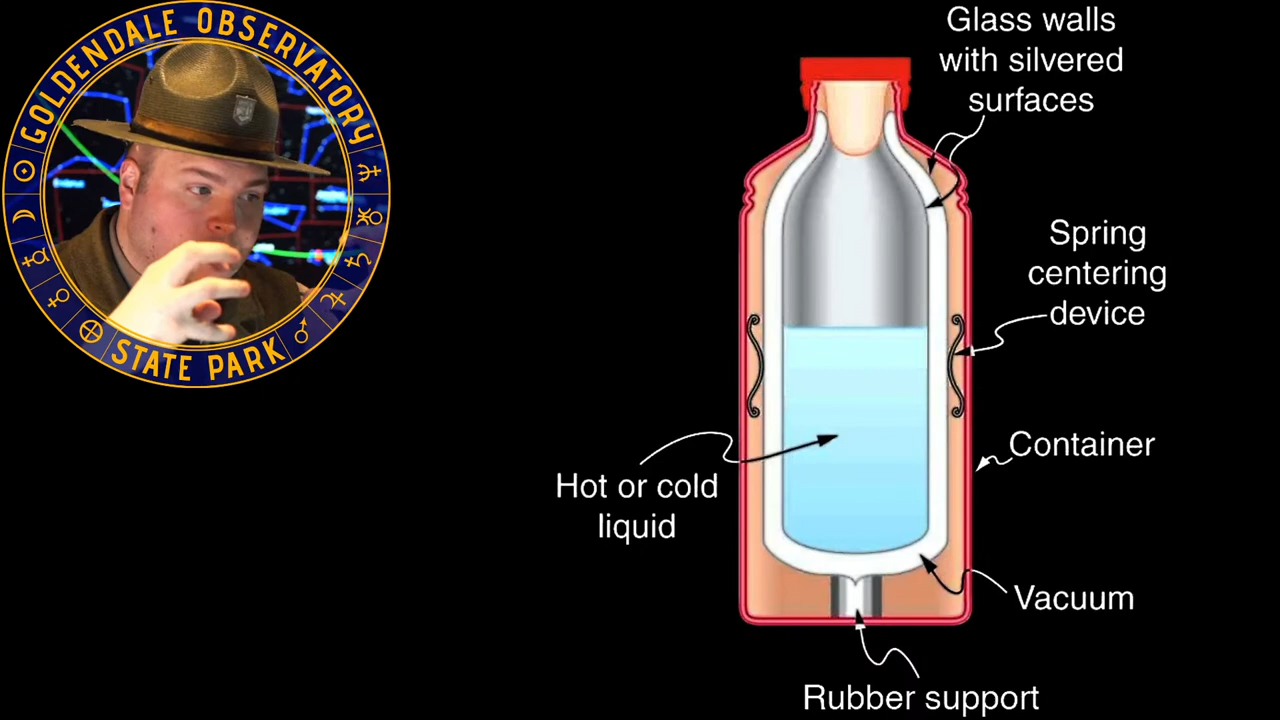 GOLDENDALE OBSERVATORY
STATE PARK
Glass walls
with silvered
surfaces
Spring
centering
device
Container
Hot or cold
liquid
Vacuum
Rubber support